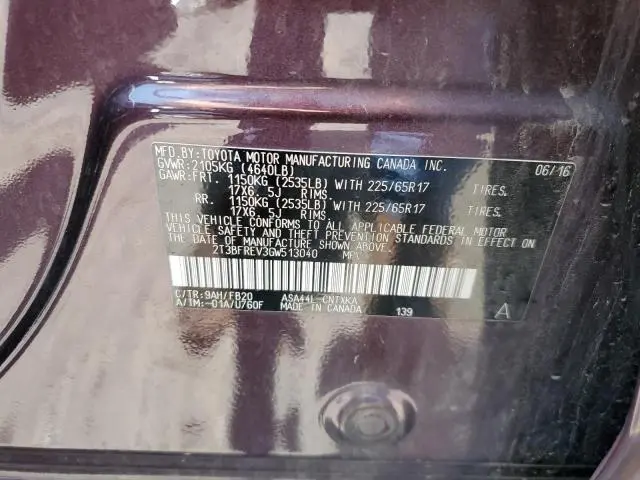 MFD.BY:TOYOTA MOTOR MANUFACTURING CANADA INC. 06/16
GVWR:2105KG (4640LB)
GAWR:FRT. 1150KG (2535LB) WITH 225/65R17 TIRES.
17X6.5J RIMS.
RR. 1150KG (2535LB) WITH 225/65R17 TIRES.
17X6.5J RIMS.
THIS VEHICLE CONFORMS TO ALL APPLICABLE FEDERAL MOTOR
VEHICLE SAFETY AND THEFT PREVENTION STANDARDS IN EFFECT ON
THE DATE OF MANUFACTURE SHOWN ABOVE.
2T3BFREV3GW513040 MPV
C/TR:9AH/FB20 ASA44L-CNTXKA
A/TM:-01A/U760F MADE IN CANADA 139 A